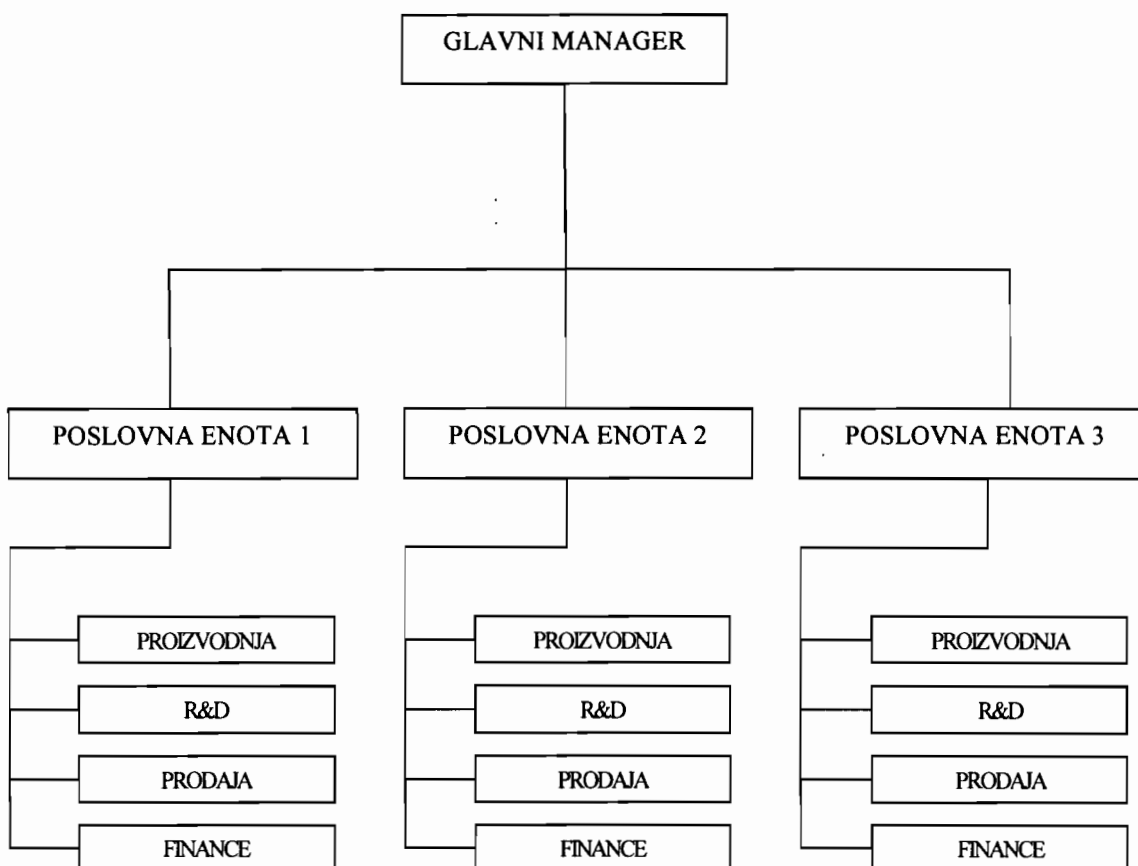 GLAVNI MANAGER
POSLOVNA ENOTA 1
POSLOVNA ENOTA 2
POSLOVNA ENOTA 3
PROIZVODNJA
R&D
PRODAJA
FINANCE
PROIZVODNJA
R&D
PRODAJA
FINANCE
PROIZVODNJA
R&D
PRODAJA
FINANCE